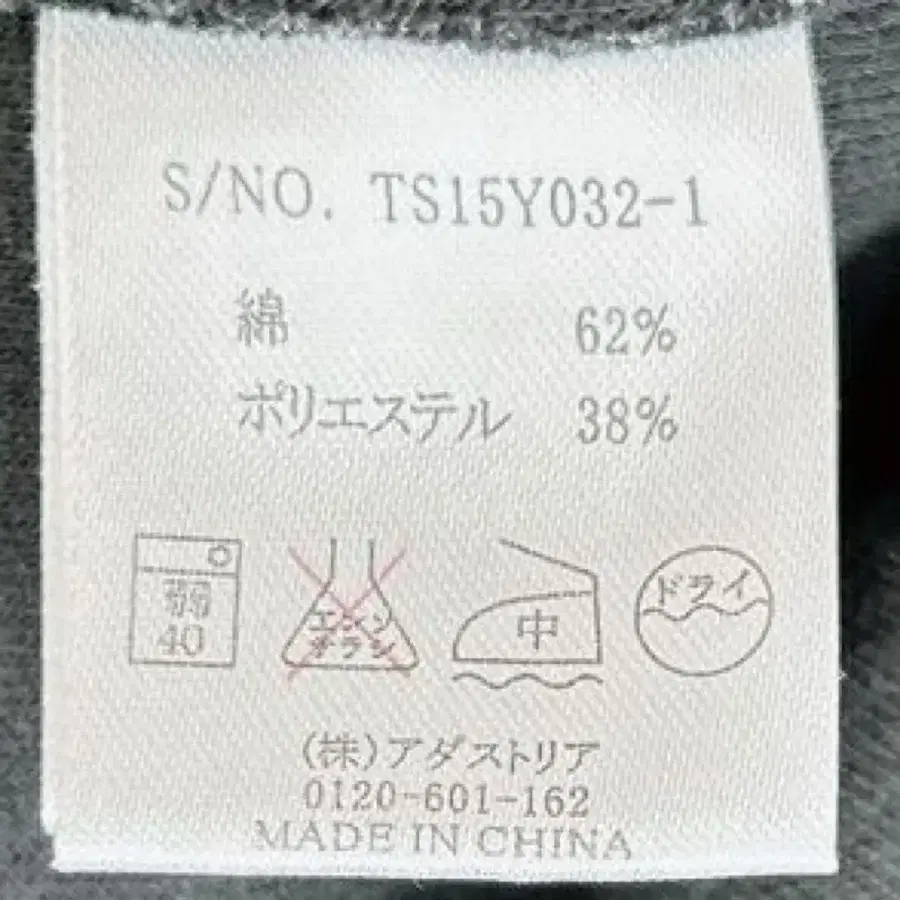 S/NO. TS15Y032-1
綿 62%
ポリエステル 38%
弱
40
エンソ
サラシ
中
ドライ
(株)アダストリア
0120-601-162
MADE IN CHINA